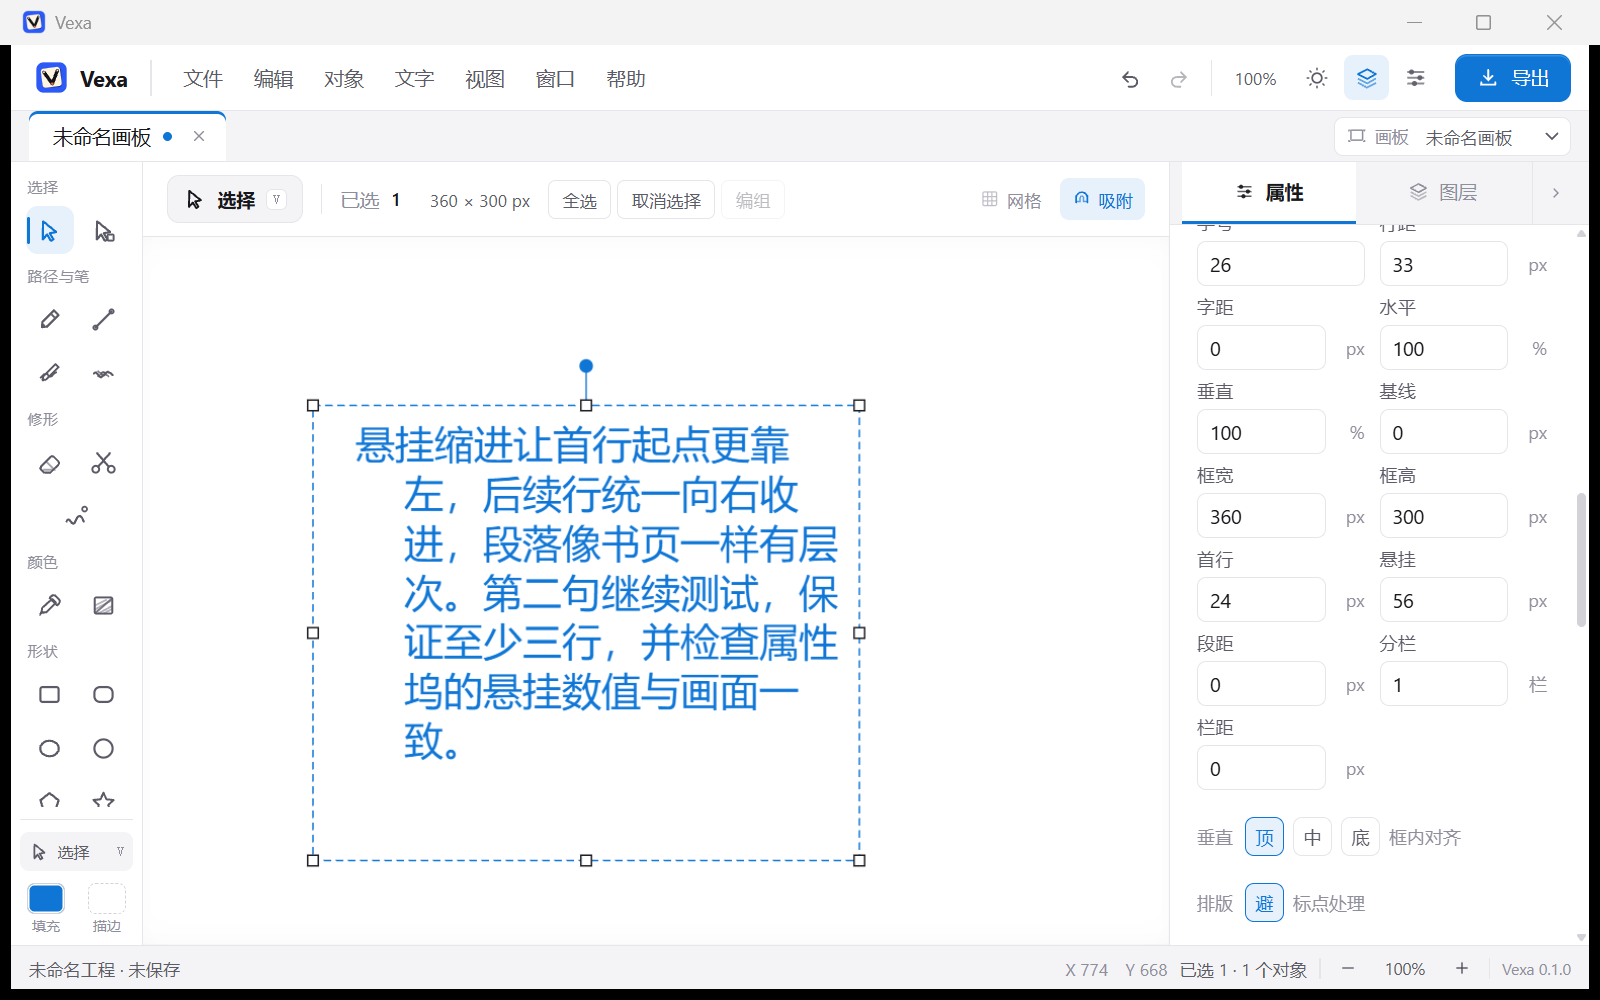 Vexa
Vexa 文件 编辑 对象 文字 视图 窗口 帮助 100% 导出
未命名画板 画板 未命名画板
选择
选择 V 已选 1 360 × 300 px 全选 取消选择 编组 网格 吸附
属性 图层
路径与笔
修形
颜色
形状
选择 V
填充 描边
悬挂缩进让首行起点更靠
左，后续行统一向右收
进，段落像书页一样有层
次。第二句继续测试，保
证至少三行，并检查属性
坞的悬挂数值与画面一
致。
字号 行距
26 33 px
字距 水平
0 px 100 %
垂直 基线
100 % 0 px
框宽 框高
360 px 300 px
首行 悬挂
24 px 56 px
段距 分栏
0 px 1 栏
栏距
0 px
垂直 顶 中 底 框内对齐
排版 避 标点处理
未命名工程 · 未保存 X 774 Y 668 已选 1 · 1 个对象 100% Vexa 0.1.0